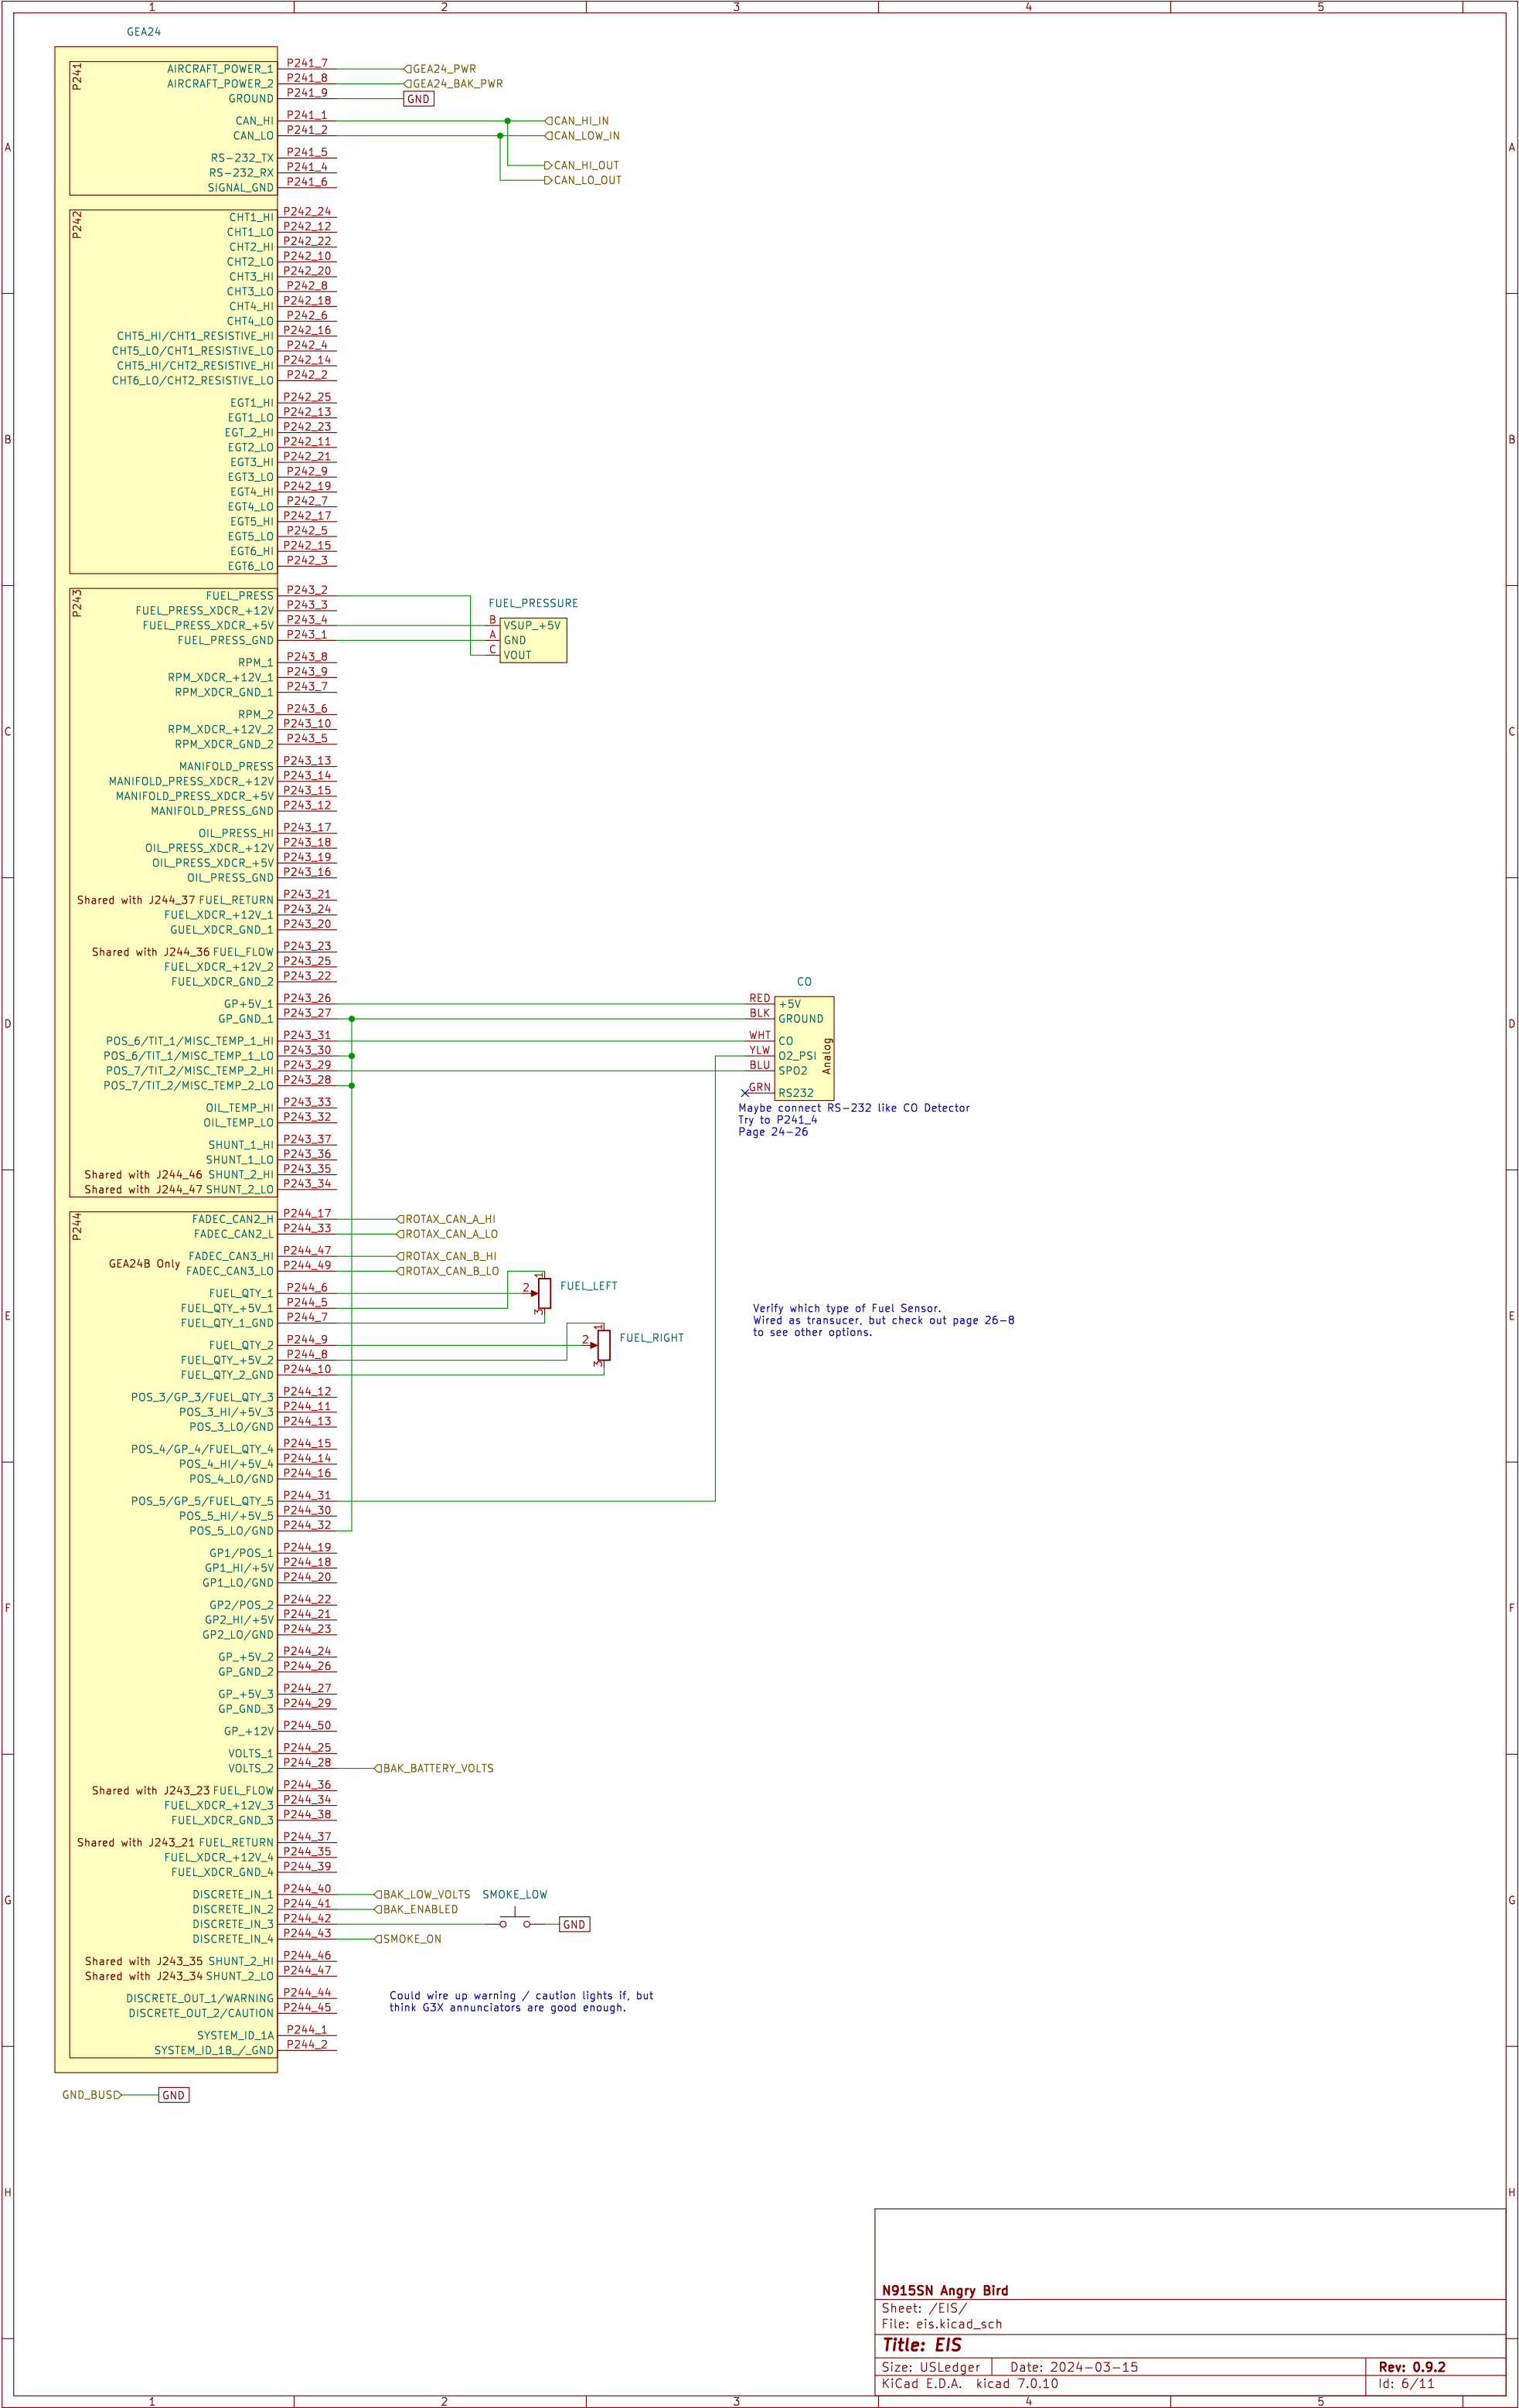 1 2 3 4 5
GEA24
P241
AIRCRAFT_POWER_1 P241_7 GEA24_PWR
AIRCRAFT_POWER_2 P241_8 GEA24_BAK_PWR
GROUND P241_9 GND
CAN_HI P241_1 CAN_HI_IN
CAN_LO P241_2 CAN_LOW_IN
A A
RS-232_TX P241_5 CAN_HI_OUT
RS-232_RX P241_4
SIGNAL_GND P241_6 CAN_LO_OUT
P242
CHT1_HI P242_24
CHT1_LO P242_12
CHT2_HI P242_22
CHT2_LO P242_10
CHT3_HI P242_20
CHT3_LO P242_8
CHT4_HI P242_18
CHT4_LO P242_6
CHT5_HI/CHT1_RESISTIVE_HI P242_16
CHT5_LO/CHT1_RESISTIVE_LO P242_4
CHT5_HI/CHT2_RESISTIVE_HI P242_14
CHT6_LO/CHT2_RESISTIVE_LO P242_2
EGT1_HI P242_25
EGT1_LO P242_13
EGT_2_HI P242_23
B B
EGT2_LO P242_11
EGT3_HI P242_21
EGT3_LO P242_9
EGT4_HI P242_19
EGT4_LO P242_7
EGT5_HI P242_17
EGT5_LO P242_5
EGT6_HI P242_15
EGT6_LO P242_3
P243
FUEL_PRESS P243_2
FUEL_PRESSURE
FUEL_PRESS_XDCR_+12V P243_3
FUEL_PRESS_XDCR_+5V P243_4 B VSUP_+5V
FUEL_PRESS_GND P243_1 A GND
C VOUT
RPM_1 P243_8
RPM_XDCR_+12V_1 P243_9
RPM_XDCR_GND_1 P243_7
RPM_2 P243_6
RPM_XDCR_+12V_2 P243_10
C C
RPM_XDCR_GND_2 P243_5
MANIFOLD_PRESS P243_13
MANIFOLD_PRESS_XDCR_+12V P243_14
MANIFOLD_PRESS_XDCR_+5V P243_15
MANIFOLD_PRESS_GND P243_12
OIL_PRESS_HI P243_17
OIL_PRESS_XDCR_+12V P243_18
OIL_PRESS_XDCR_+5V P243_19
OIL_PRESS_GND P243_16
Shared with J244_37 FUEL_RETURN P243_21
FUEL_XDCR_+12V_1 P243_24
GUEL_XDCR_GND_1 P243_20
Shared with J244_36 FUEL_FLOW P243_23
FUEL_XDCR_+12V_2 P243_25
FUEL_XDCR_GND_2 P243_22
CO
GP+5V_1 P243_26 RED +5V
GP_GND_1 P243_27 BLK GROUND
D D
POS_6/TIT_1/MISC_TEMP_1_HI P243_31 WHT CO
POS_6/TIT_1/MISC_TEMP_1_LO P243_30 YLW O2_PSI
Analog
POS_7/TIT_2/MISC_TEMP_2_HI P243_29 BLU SPO2
POS_7/TIT_2/MISC_TEMP_2_LO P243_28
GRN RS232
OIL_TEMP_HI P243_33
OIL_TEMP_LO P243_32
Maybe connect RS-232 like CO Detector
Try to P241_4
Page 24-26
SHUNT_1_HI P243_37
SHUNT_1_LO P243_36
Shared with J244_46 SHUNT_2_HI P243_35
Shared with J244_47 SHUNT_2_LO P243_34
P244
FADEC_CAN2_H P244_17 ROTAX_CAN_A_HI
FADEC_CAN2_L P244_33 ROTAX_CAN_A_LO
FADEC_CAN3_HI P244_47 ROTAX_CAN_B_HI
GEA24B Only
FADEC_CAN3_LO P244_49 ROTAX_CAN_B_LO
FUEL_QTY_1 P244_6 2 1 3 FUEL_LEFT
FUEL_QTY_+5V_1 P244_5
FUEL_QTY_1_GND P244_7
E E
Verify which type of Fuel Sensor.
Wired as transucer, but check out page 26-8
to see other options.
FUEL_QTY_2 P244_9 2 1 3 FUEL_RIGHT
FUEL_QTY_+5V_2 P244_8
FUEL_QTY_2_GND P244_10
POS_3/GP_3/FUEL_QTY_3 P244_12
POS_3_HI/+5V_3 P244_11
POS_3_LO/GND P244_13
POS_4/GP_4/FUEL_QTY_4 P244_15
POS_4_HI/+5V_4 P244_14
POS_4_LO/GND P244_16
POS_5/GP_5/FUEL_QTY_5 P244_31
POS_5_HI/+5V_5 P244_30
POS_5_LO/GND P244_32
GP1/POS_1 P244_19
GP1_HI/+5V P244_18
GP1_LO/GND P244_20
F F
GP2/POS_2 P244_22
GP2_HI/+5V P244_21
GP2_LO/GND P244_23
GP_+5V_2 P244_24
GP_GND_2 P244_26
GP_+5V_3 P244_27
GP_GND_3 P244_29
GP_+12V P244_50
VOLTS_1 P244_25
VOLTS_2 P244_28 BAK_BATTERY_VOLTS
Shared with J243_23 FUEL_FLOW P244_36
FUEL_XDCR_+12V_3 P244_34
FUEL_XDCR_GND_3 P244_38
Shared with J243_21 FUEL_RETURN P244_37
FUEL_XDCR_+12V_4 P244_35
FUEL_XDCR_GND_4 P244_39
G G
DISCRETE_IN_1 P244_40 BAK_LOW_VOLTS SMOKE_LOW
DISCRETE_IN_2 P244_41 BAK_ENABLED
DISCRETE_IN_3 P244_42 GND
DISCRETE_IN_4 P244_43 SMOKE_ON
Shared with J243_35 SHUNT_2_HI P244_46
Shared with J243_34 SHUNT_2_LO P244_47
DISCRETE_OUT_1/WARNING P244_44
DISCRETE_OUT_2/CAUTION P244_45
Could wire up warning / caution lights if, but
think G3X annunciators are good enough.
SYSTEM_ID_1A P244_1
SYSTEM_ID_1B_/_GND P244_2
GND_BUS GND
H H
N915SN Angry Bird
Sheet: /EIS/
File: eis.kicad_sch
Title: EIS
Size: USLedger Date: 2024-03-15 Rev: 0.9.2
KiCad E.D.A. kicad 7.0.10 Id: 6/11
1 2 3 4 5